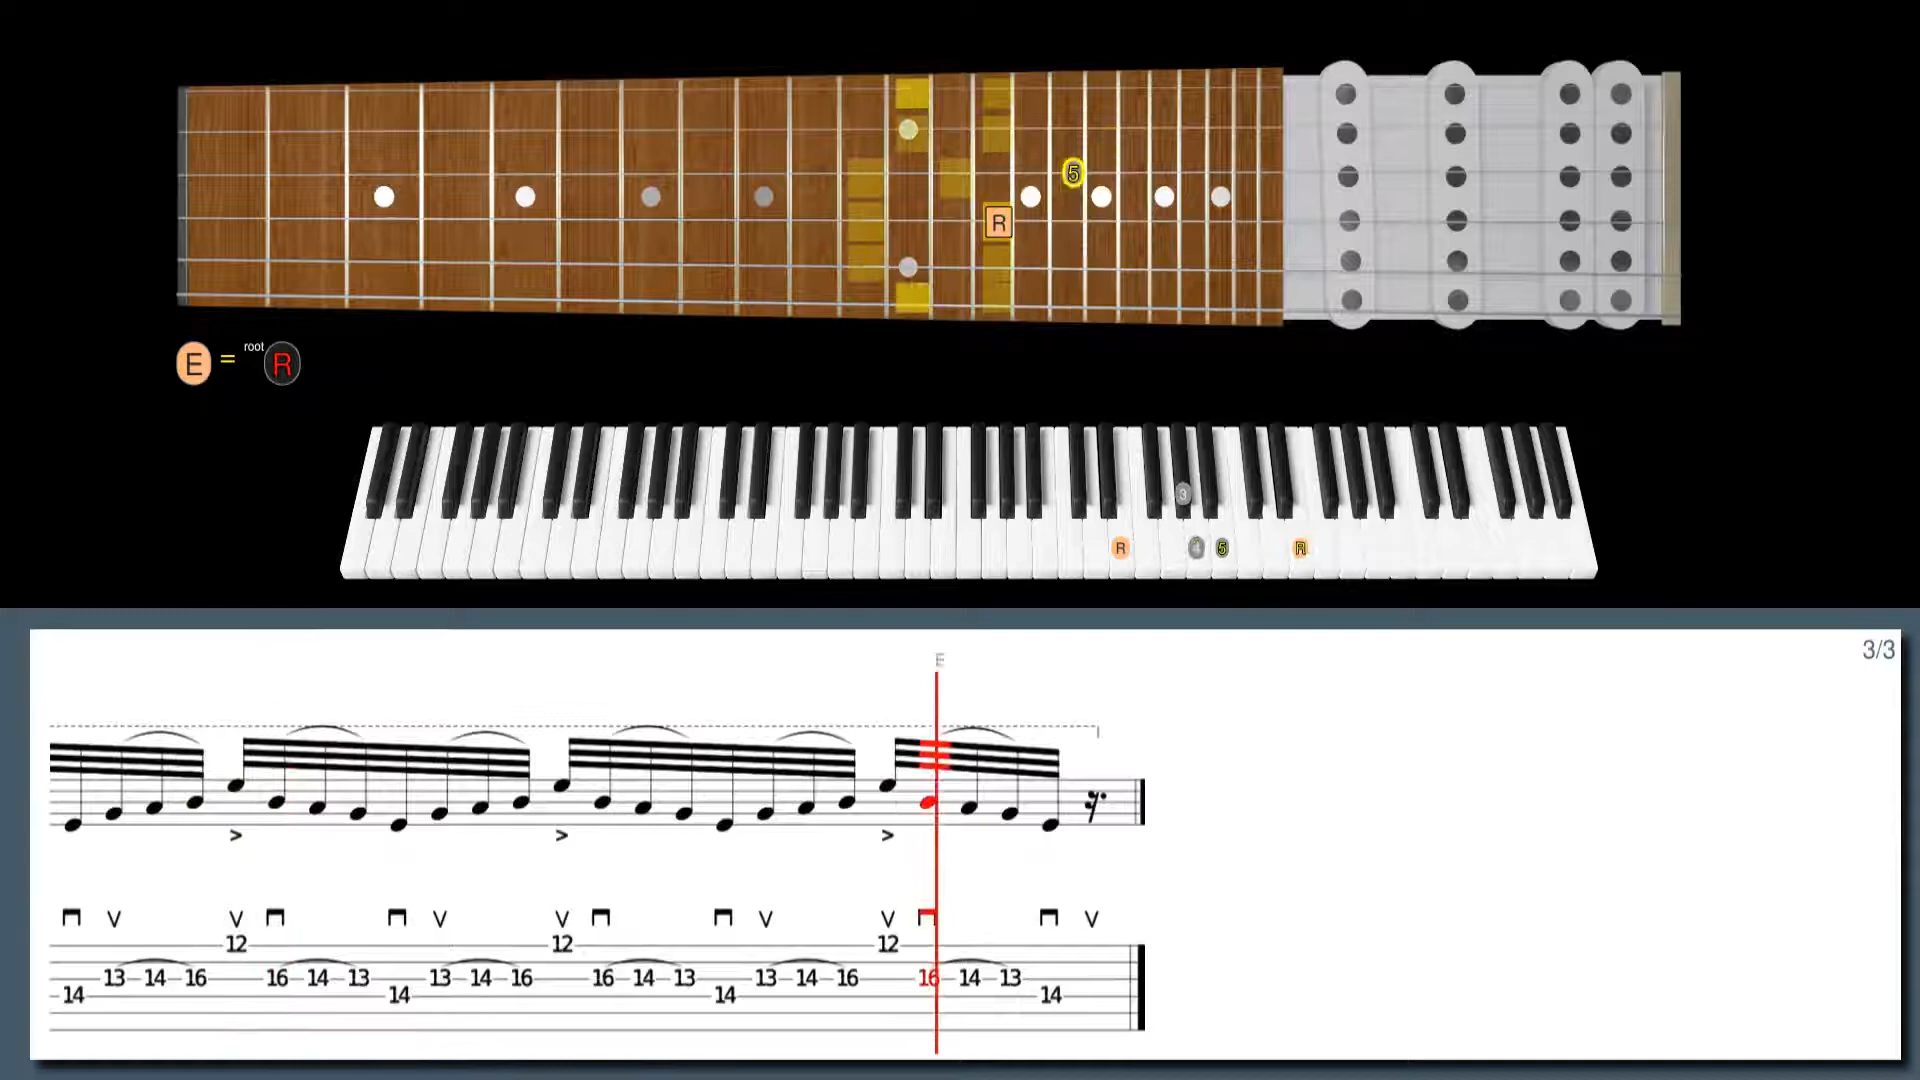 5
R
E = root R
3
R 4 5 R
3/3
E
> > >
V V V V V V V V
12 12 12
13 14 16 16 14 13 13 14 16 16 14 13 13 14 16 16 14 13
14 14 14 14